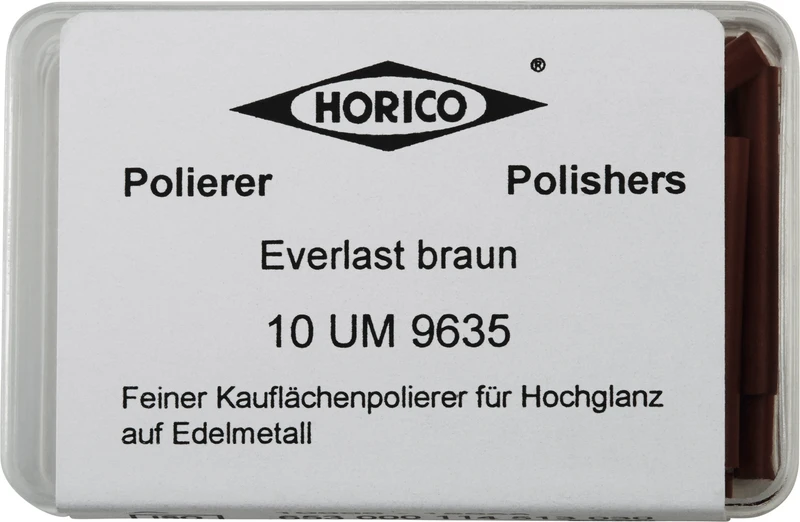 HORICO ®
Polierer Polishers
Everlast braun
10 UM 9635
Feiner Kauflächenpolierer für Hochglanz
auf Edelmetall